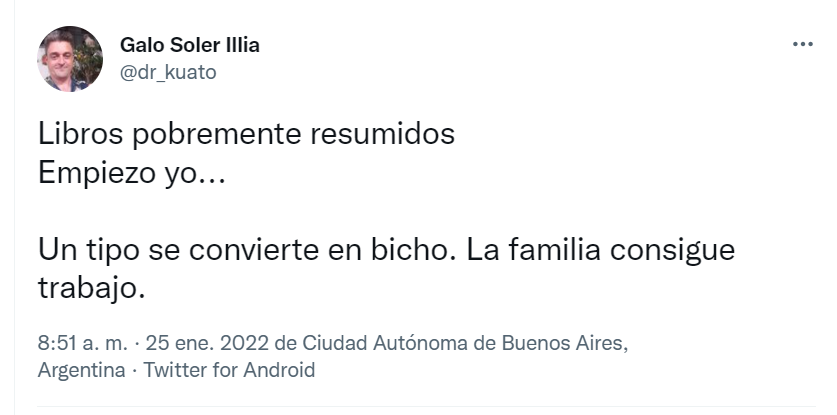 Galo Soler Illia
@dr_kuato
Libros pobremente resumidos
Empiezo yo...
Un tipo se convierte en bicho. La familia consigue
trabajo.
8:51 a. m. · 25 ene. 2022 de Ciudad Autónoma de Buenos Aires,
Argentina · Twitter for Android